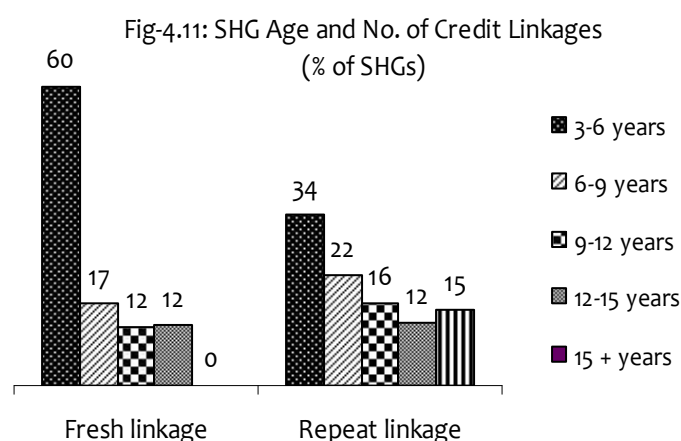 Fig-4.11: SHG Age and No. of Credit Linkages
(% of SHGs)
60
17
12
12
0
34
22
16
12
15
Fresh linkage
Repeat linkage
3-6 years
6-9 years
9-12 years
12-15 years
15 + years